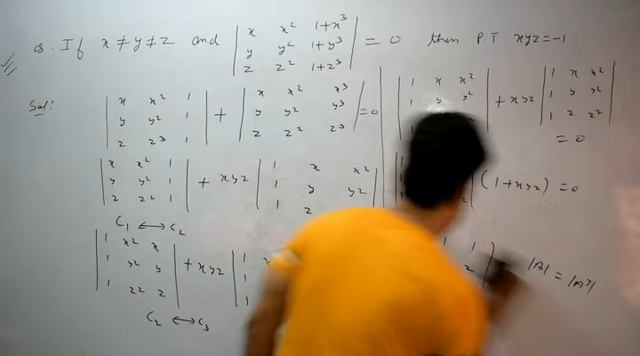 Q. If x ≠ y ≠ z and | x x² 1+x³ | = 0 then P.T xyz = -1
| y y² 1+y³ |
| z z² 1+z³ |
Sol:
| x x² 1 | + | x x² x³ | = 0
| y y² 1 | | y y² y³ |
| z z³ 1 | | z z² z³ |
| x x² 1 | + xyz | 1 x x² |
| y y² 1 | | 1 y y² |
| z z² 1 | | 1 z
C₁ ↔ C₂
| 1 x² x | + xyz | 1
| 1 y² y | | 1
| 1 z² z | | 1
C₂ ↔ C₃
| 1 x x² | + xyz | 1 x x² |
| 1 y y² | | 1 y y² |
| 1 | 1 z z² |
= 0
(1+xyz) = 0
|A| = |Aᵀ|